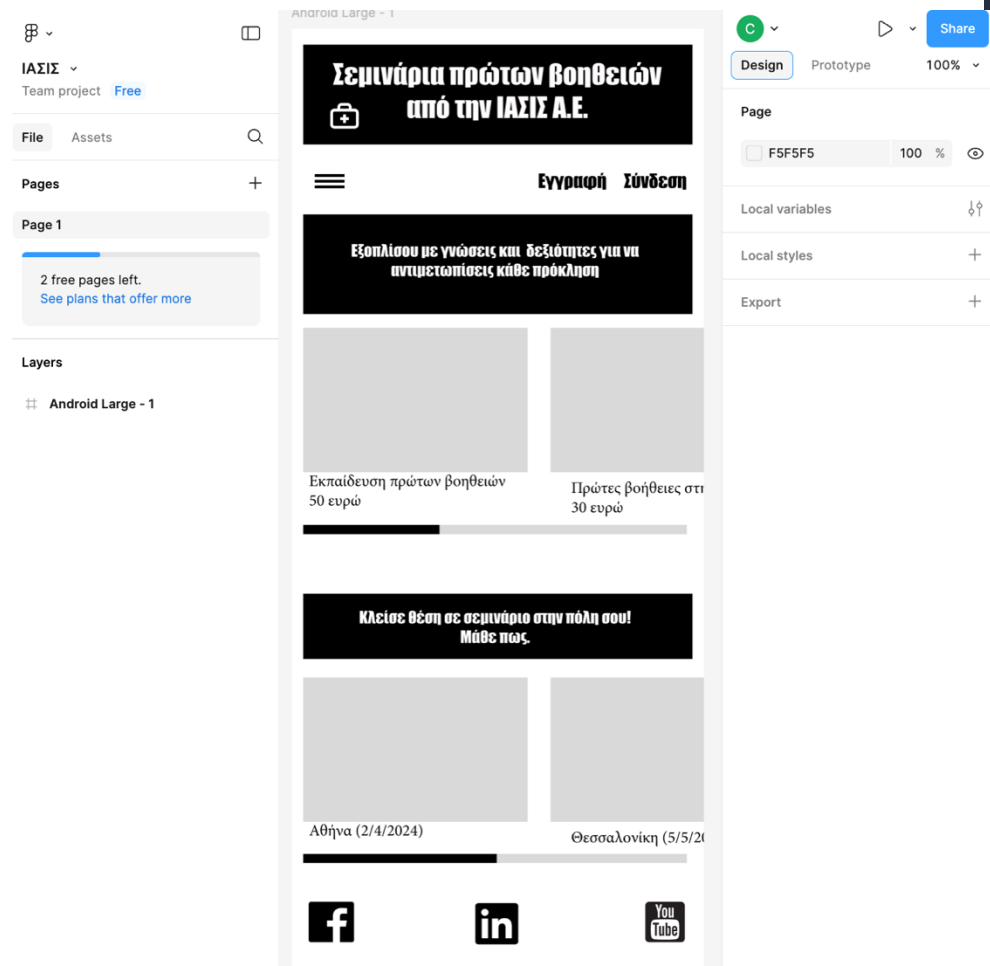 Android Large - 1
C
Share
ΙΑΣΙΣ
Team project Free
Design Prototype 100%
File Assets
Page
F5F5F5 100 %
Pages
Page 1
2 free pages left.
See plans that offer more
Local variables
Local styles
Export
Layers
Android Large - 1
Σεμινάρια πρώτων βοηθειών
από την ΙΑΣΙΣ Α.Ε.
Εγγραφή Σύνδεση
Εξοπλίσου με γνώσεις και δεξιότητες για να
αντιμετωπίσεις κάθε πρόκληση
Εκπαίδευση πρώτων βοηθειών
50 ευρώ
Πρώτες βοήθειες στη
30 ευρώ
Κλείσε θέση σε σεμινάριο στην πόλη σου!
Μάθε πως.
Αθήνα (2/4/2024)
Θεσσαλονίκη (5/5/20
f
in
You
Tube